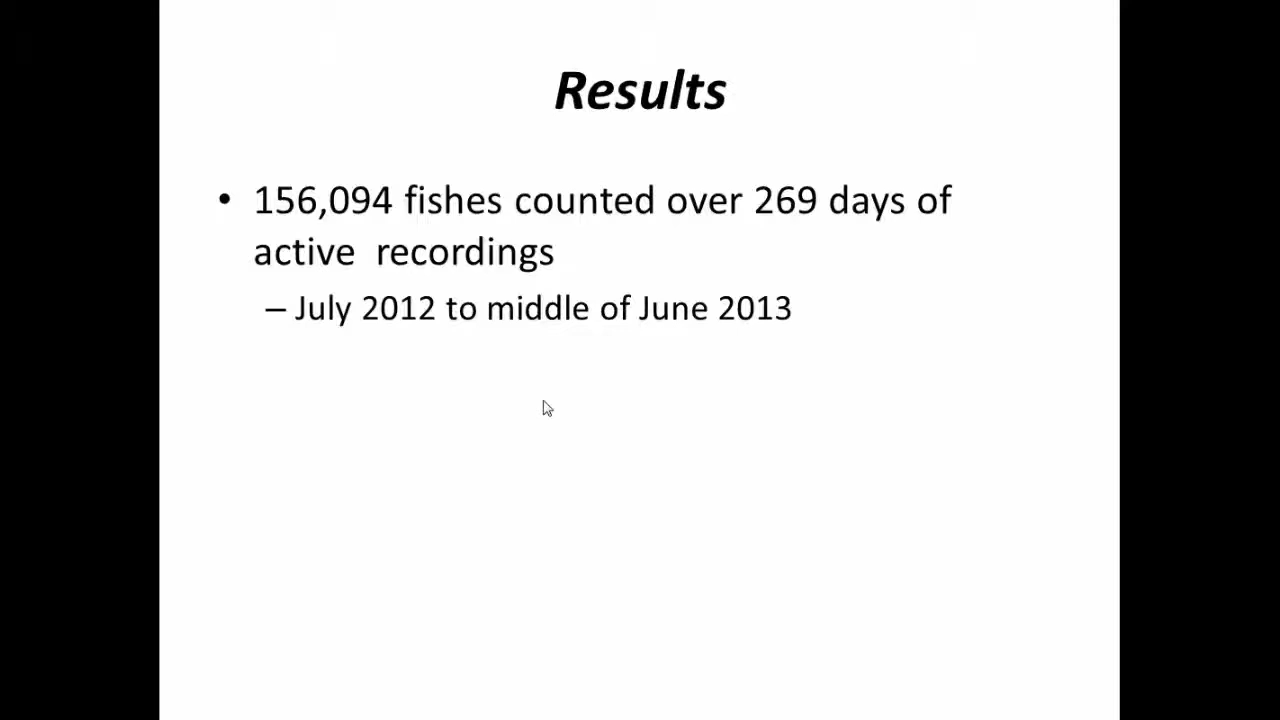 Results
• 156,094 fishes counted over 269 days of
active  recordings
– July 2012 to middle of June 2013